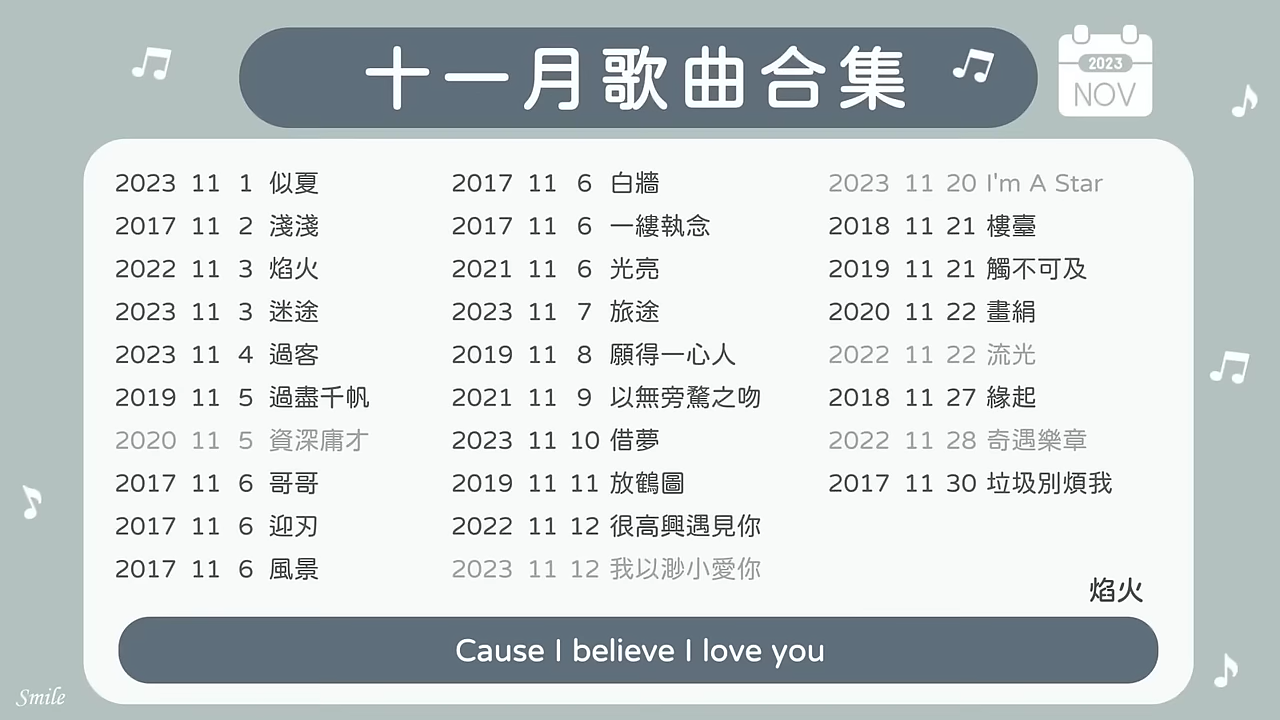 十一月歌曲合集
2023
NOV
2023 11 1 似夏
2017 11 2 淺淺
2022 11 3 焰火
2023 11 3 迷途
2023 11 4 過客
2019 11 5 過盡千帆
2020 11 5 資深庸才
2017 11 6 哥哥
2017 11 6 迎刃
2017 11 6 風景
2017 11 6 白牆
2017 11 6 一縷執念
2021 11 6 光亮
2023 11 7 旅途
2019 11 8 願得一心人
2021 11 9 以無旁騖之吻
2023 11 10 借夢
2019 11 11 放鶴圖
2022 11 12 很高興遇見你
2023 11 12 我以渺小愛你
2023 11 20 I'm A Star
2018 11 21 樓臺
2019 11 21 觸不可及
2020 11 22 畫絹
2022 11 22 流光
2018 11 27 緣起
2022 11 28 奇遇樂章
2017 11 30 垃圾別煩我
焰火
Cause I believe I love you
Smile